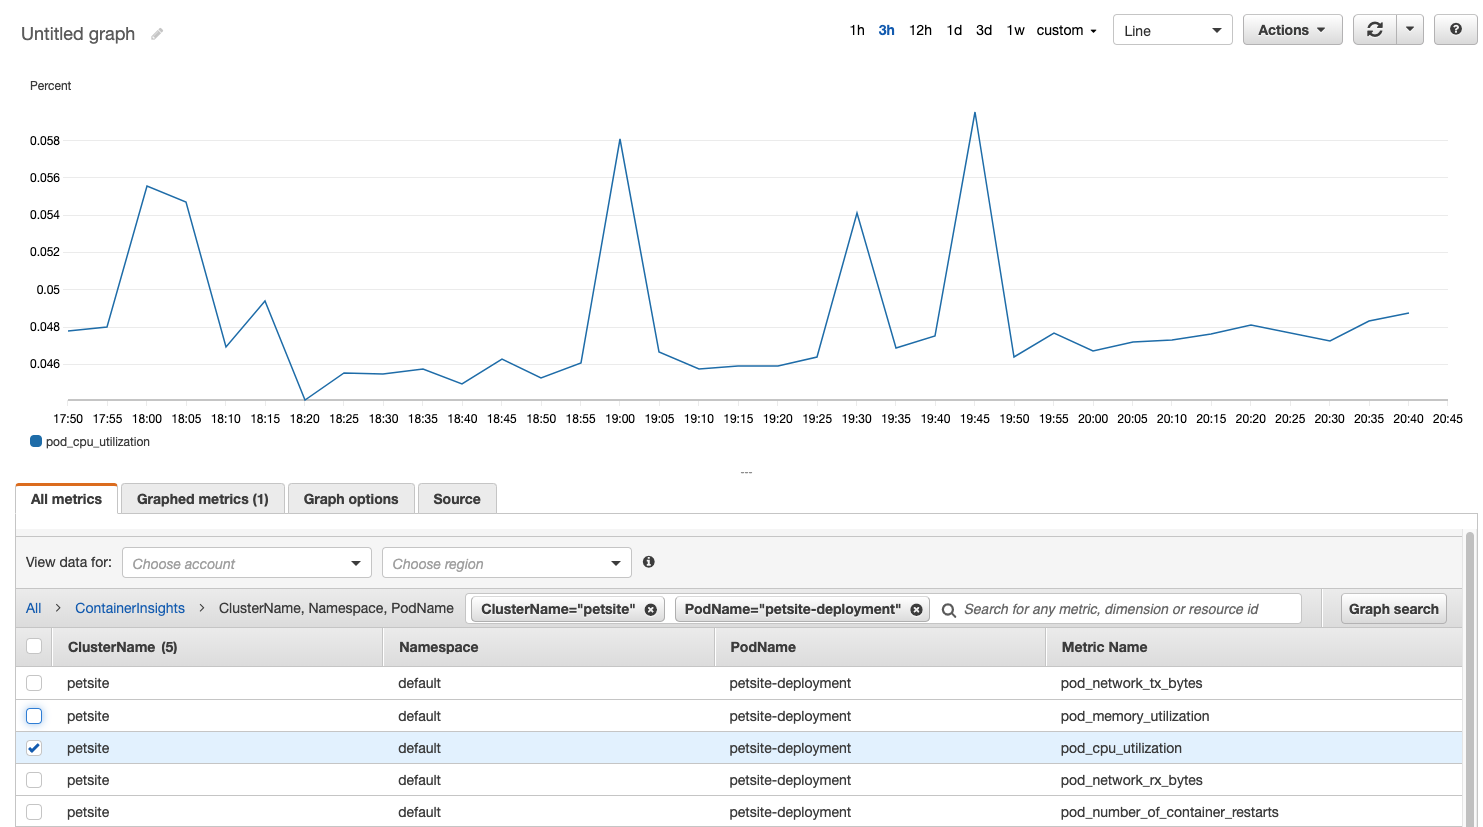 Untitled graph
1h 3h 12h 1d 3d 1w custom Line Actions
Percent
0.058
0.056
0.054
0.052
0.05
0.048
0.046
17:50 17:55 18:00 18:05 18:10 18:15 18:20 18:25 18:30 18:35 18:40 18:45 18:50 18:55 19:00 19:05 19:10 19:15 19:20 19:25 19:30 19:35 19:40 19:45 19:50 19:55 20:00 20:05 20:10 20:15 20:20 20:25 20:30 20:35 20:40 20:45
pod_cpu_utilization
---
All metrics Graphed metrics (1) Graph options Source
View data for: Choose account Choose region
All > ContainerInsights > ClusterName, Namespace, PodName ClusterName="petsite" PodName="petsite-deployment" Search for any metric, dimension or resource id Graph search
ClusterName (5) Namespace PodName Metric Name
petsite default petsite-deployment pod_network_tx_bytes
petsite default petsite-deployment pod_memory_utilization
petsite default petsite-deployment pod_cpu_utilization
petsite default petsite-deployment pod_network_rx_bytes
petsite default petsite-deployment pod_number_of_container_restarts